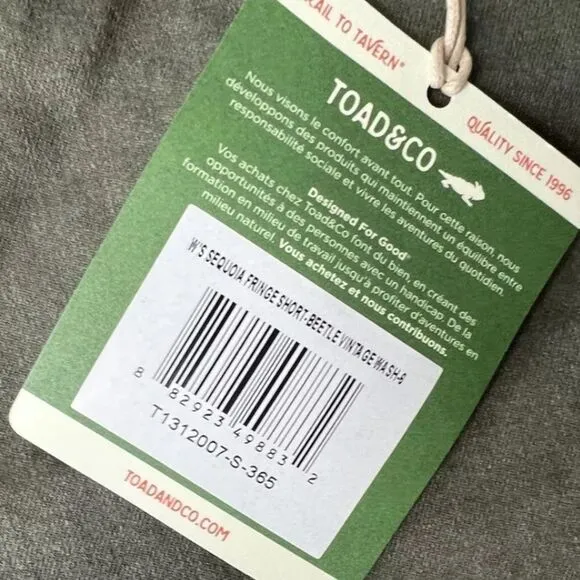 TRAIL TO TAVERN®
QUALITY SINCE 1996
TOAD&CO
Nous visons le confort avant tout. Pour cette raison, nous
développons des produits qui maintiennent un équilibre entre
responsabilité sociale et vivre les aventures du quotidien.
Designed For Good®
Vos achats chez Toad&Co font du bien, en créant des
opportunités à des personnes avec un handicap. De la
formation en milieu de travail jusqu'à profiter d'aventures en
milieu naturel. Vous achetez et nous contribuons.
W'S SEQUOIA FRINGE SHORT-BEETLE VINTAGE WASH-S
8 82923 49883 2
T1312007-S-365
TOADANDCO.COM